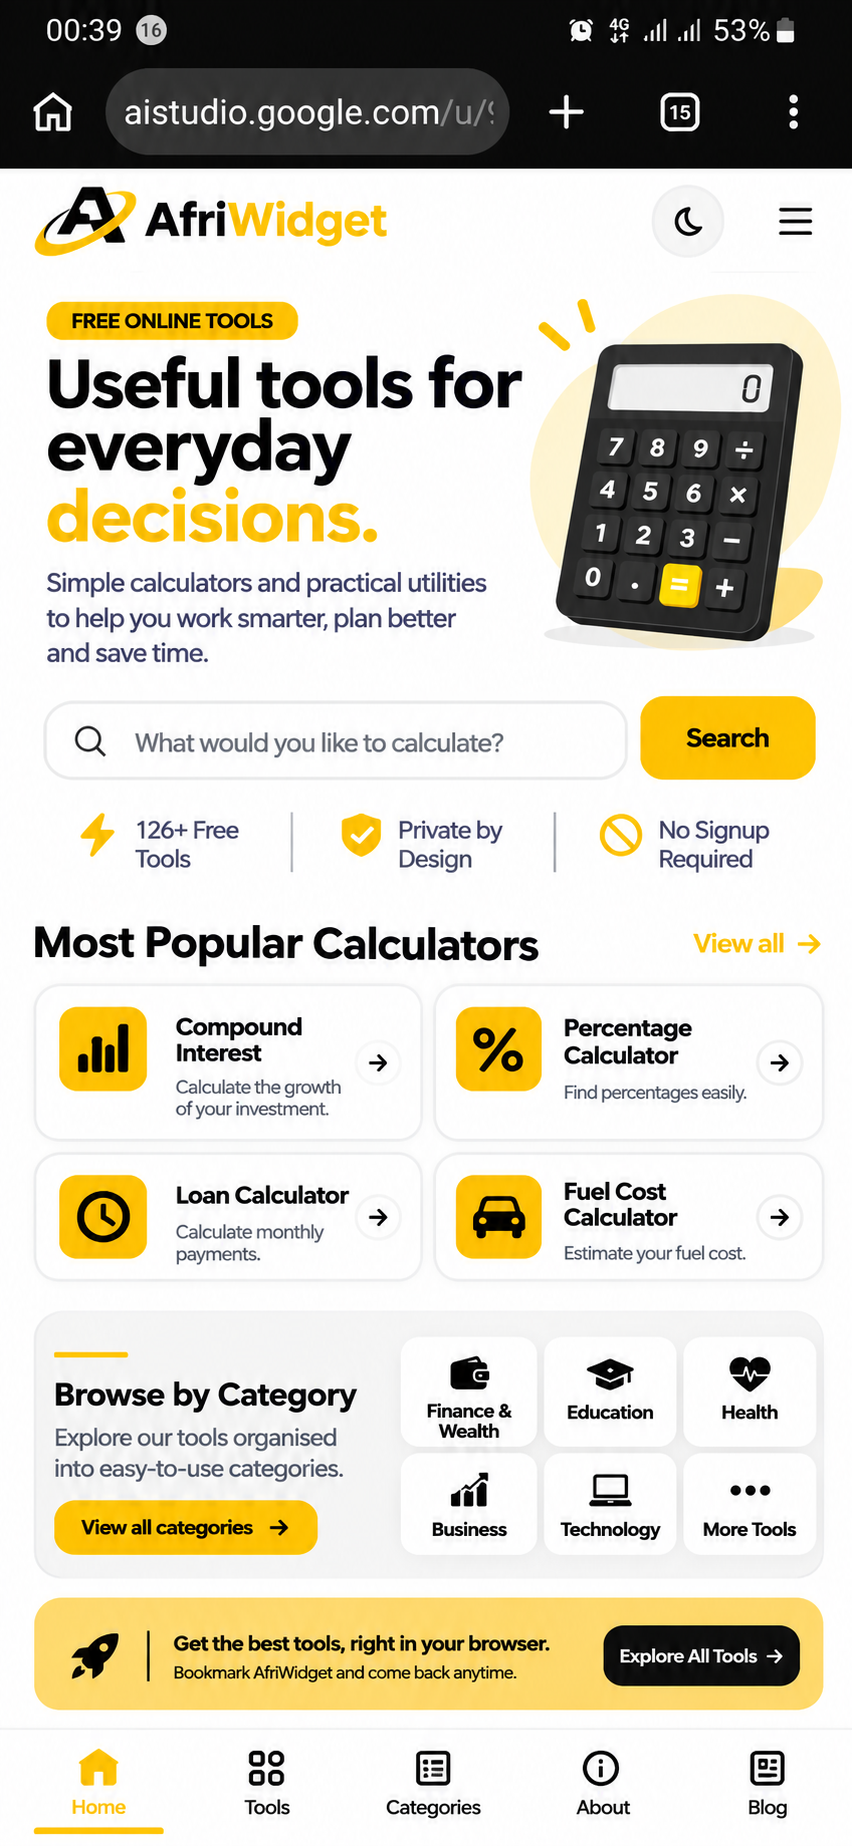 00:39 16 4G 53%
aistudio.google.com/u/9 15
AfriWidget
FREE ONLINE TOOLS
Useful tools for
everyday
decisions.
Simple calculators and practical utilities
to help you work smarter, plan better
and save time.
0
7 8 9 ÷
4 5 6 ×
1 2 3 −
0 . = +
What would you like to calculate?
Search
126+ Free
Tools
Private by
Design
No Signup
Required
Most Popular Calculators
View all →
Compound
Interest
Calculate the growth
of your investment.
→
%
Percentage
Calculator
Find percentages easily.
→
Loan Calculator
Calculate monthly
payments.
→
Fuel Cost
Calculator
Estimate your fuel cost.
→
Browse by Category
Explore our tools organised
into easy-to-use categories.
View all categories →
Finance &
Wealth
Education
Health
Business
Technology
More Tools
Get the best tools, right in your browser.
Bookmark AfriWidget and come back anytime.
Explore All Tools →
Home
Tools
Categories
About
Blog